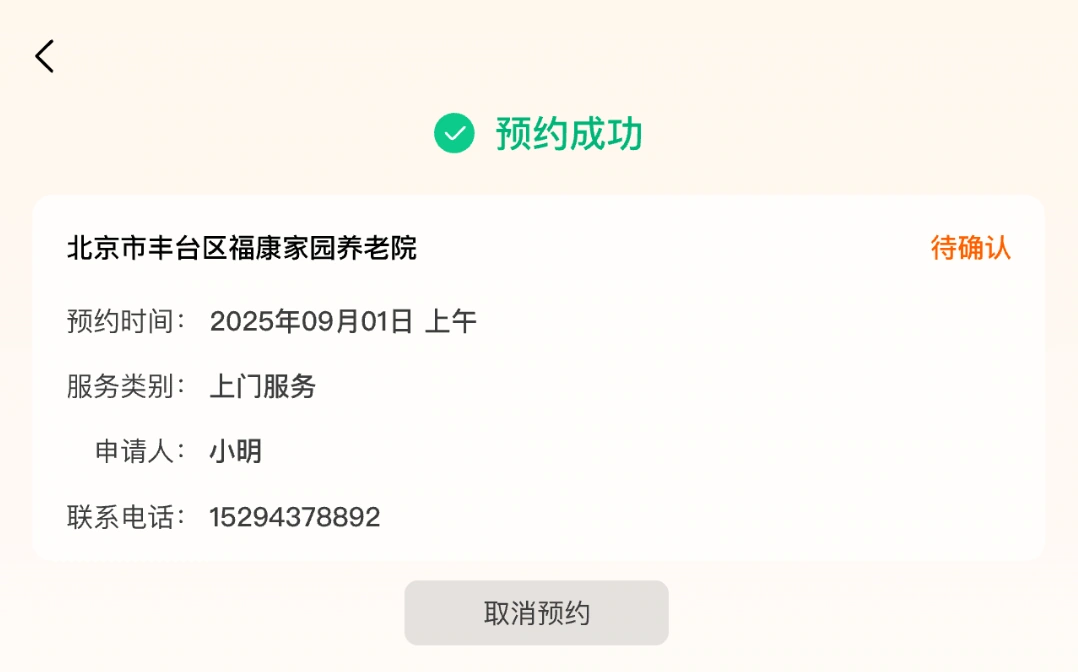 预约成功
北京市丰台区福康家园养老院 待确认
预约时间： 2025年09月01日 上午
服务类别： 上门服务
申请人： 小明
联系电话： 15294378892
取消预约